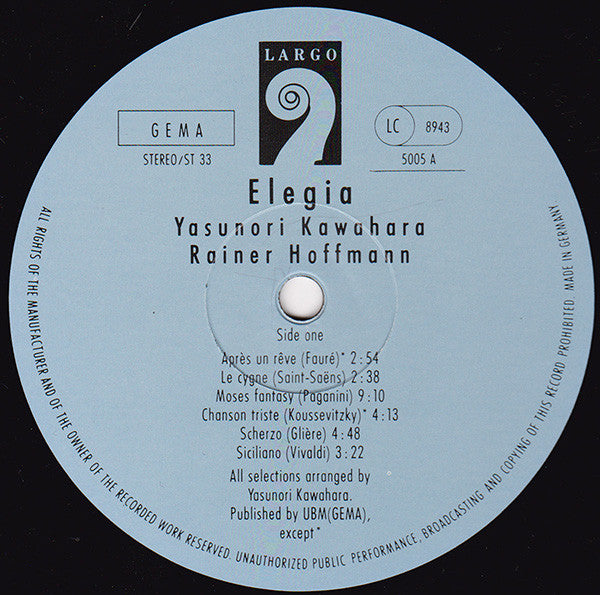 LARGO
GEMA
STEREO/ST 33
LC 8943
5005 A
Elegia
Yasunori Kawahara
Rainer Hoffmann
Side one
Après un rêve (Fauré)* 2:54
Le cygne (Saint-Saëns) 2:38
Moses fantasy (Paganini) 9:10
Chanson triste (Koussevitzky)* 4:13
Scherzo (Glière) 4:48
Siciliano (Vivaldi) 3:22
All selections arranged by
Yasunori Kawahara.
Published by UBM(GEMA),
except*
ALL RIGHTS OF THE MANUFACTURER AND OF THE OWNER OF THE RECORDED WORK RESERVED. UNAUTHORIZED PUBLIC PERFORMANCE, BROADCASTING AND COPYING OF THIS RECORD PROHIBITED. MADE IN GERMANY